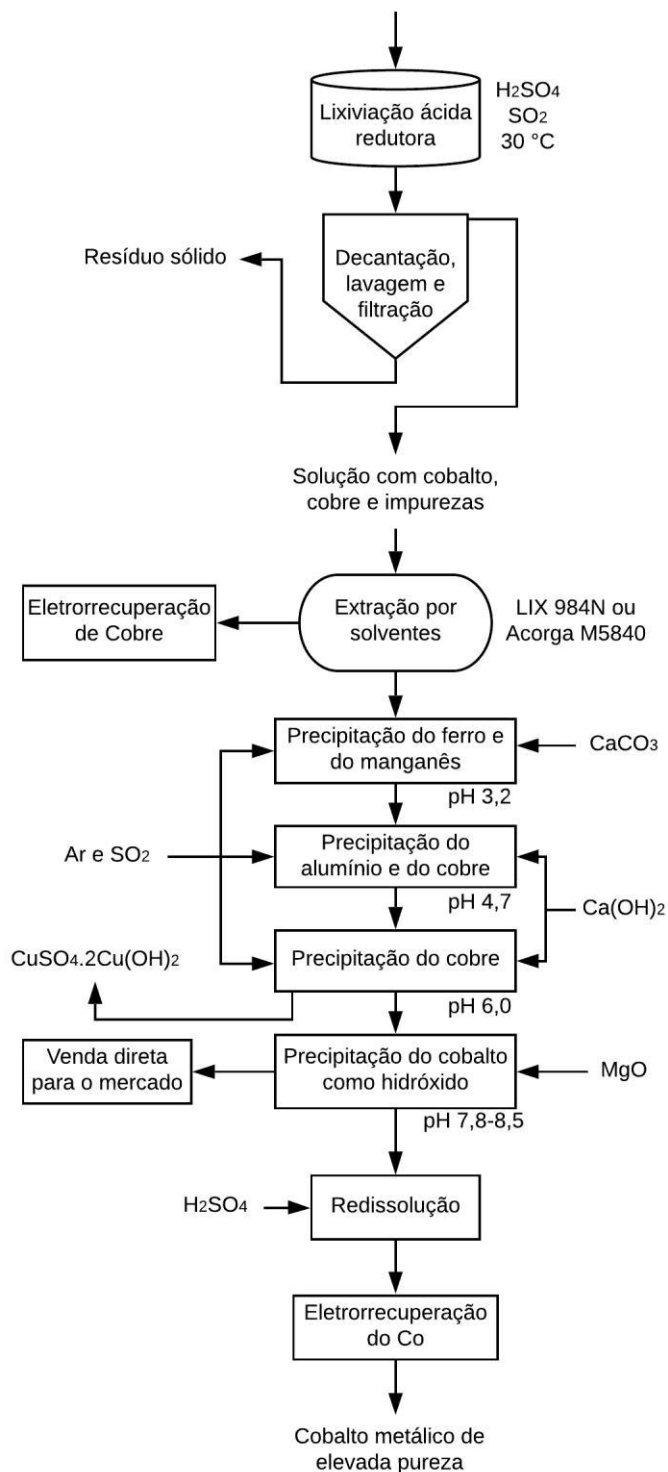 Lixiviação ácida
redutora
H2SO4
SO2
30 °C
Resíduo sólido
Decantação,
lavagem e
filtração
Solução com cobalto,
cobre e impurezas
Eletrorrecuperação
de Cobre
Extração por
solventes
LIX 984N ou
Acorga M5840
Precipitação do ferro e
do manganês
CaCO3
pH 3,2
Ar e SO2
Precipitação do
alumínio e do cobre
pH 4,7
Ca(OH)2
CuSO4.2Cu(OH)2
Precipitação do cobre
pH 6,0
Venda direta
para o mercado
Precipitação do cobalto
como hidróxido
MgO
pH 7,8-8,5
H2SO4
Redissolução
Eletrorrecuperação
do Co
Cobalto metálico de
elevada pureza